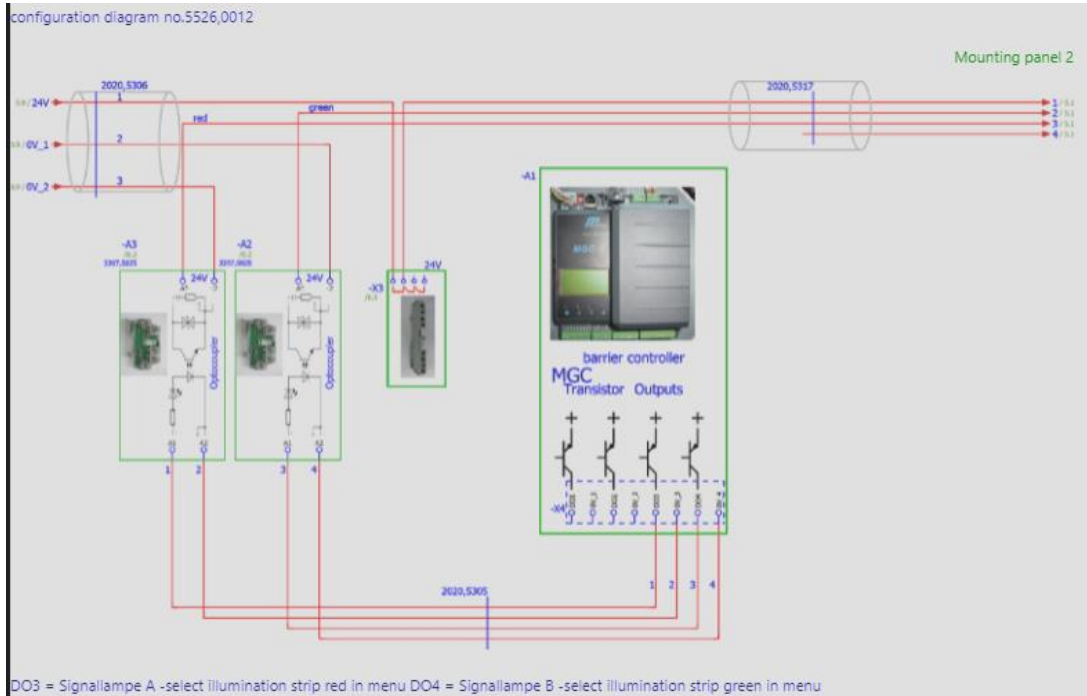 configuration diagram no.5526,0012
Mounting panel 2
2020,5306
2020,5317
24V
1
1
green
2
red
3
0V_1
2
4
0V_2
3
-A1
-A3
-A2
24V
-X3
24V
24V
Optocoupler
Optocoupler
MGC
barrier controller
MGC
Transistor Outputs
+ + + +
-X4
1 2 3 4
1 2 3 4
2020,5305
DO3 = Signallampe A -select illumination strip red in menu DO4 = Signallampe B -select illumination strip green in menu